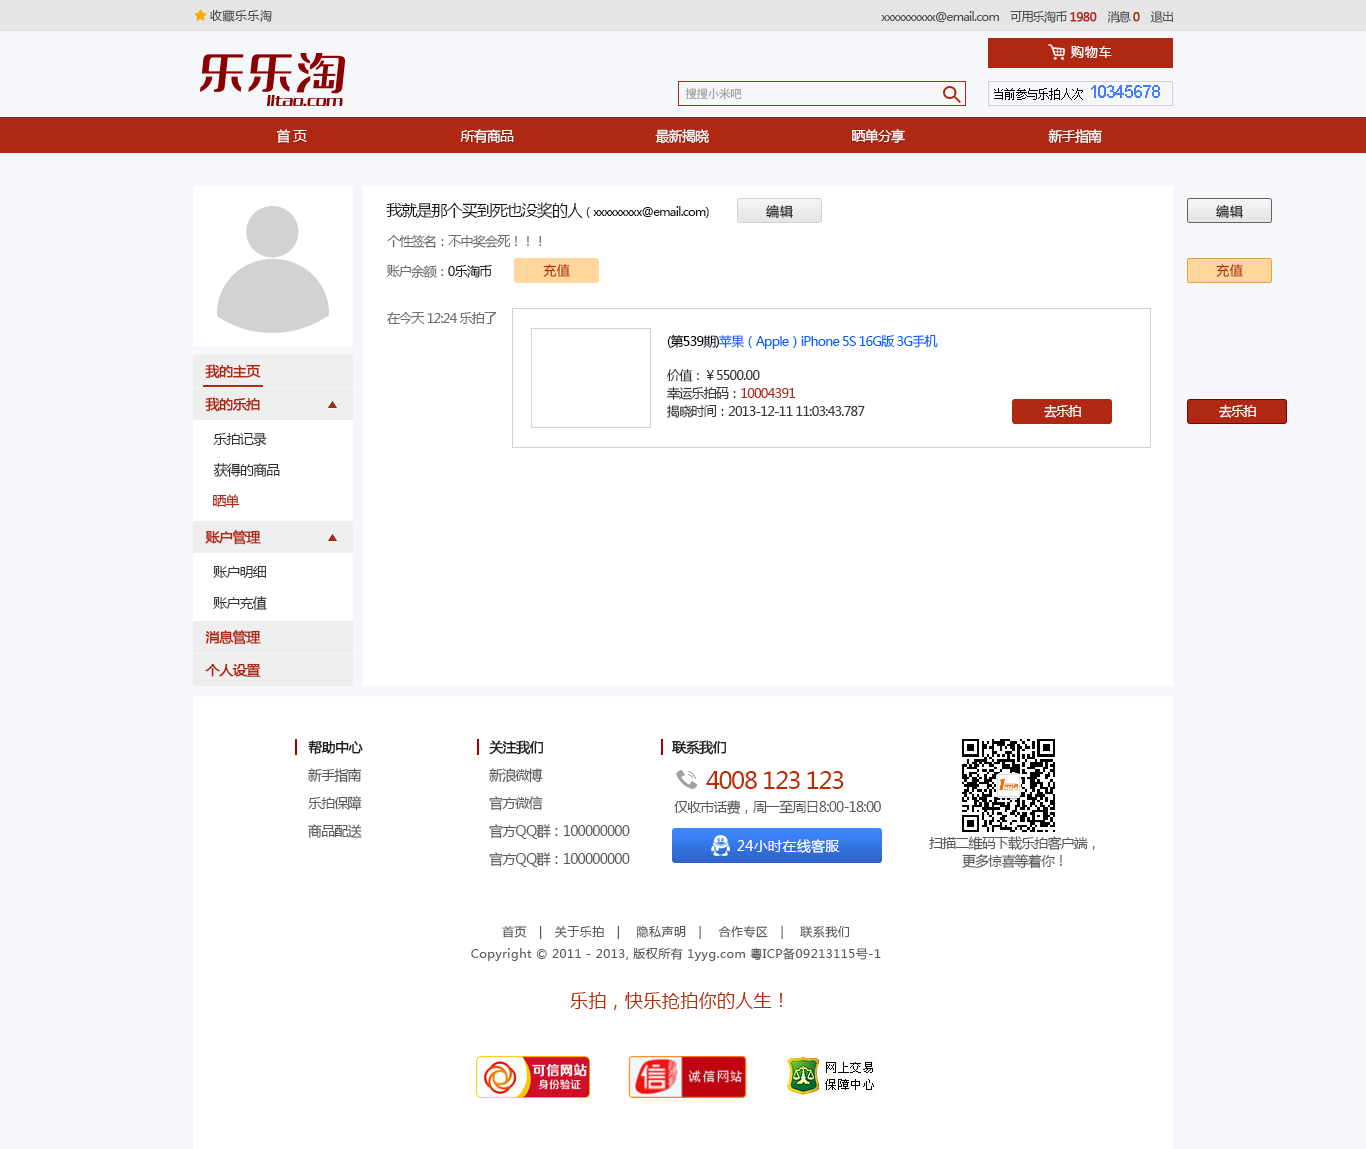 收藏乐乐淘
xxxxxxxxxx@email.com 可用乐淘币 1980 消息 0 退出
购物车
乐乐淘
lltao.com
搜搜小米吧
当前参与乐拍人次 10345678
首 页 所有商品 最新揭晓 晒单分享 新手指南
我就是那个买到死也没奖的人（xxxxxxxxx@email.com） 编辑 编辑
个性签名：不中奖会死！！！
账户余额：0乐淘币 充值 充值
在今天 12:24 乐拍了
(第539期)苹果（Apple）iPhone 5S 16G版 3G手机
价值：￥5500.00
幸运乐拍码：10004391
揭晓时间：2013-12-11 11:03:43.787
去乐拍 去乐拍
我的主页
我的乐拍
乐拍记录
获得的商品
晒单
账户管理
账户明细
账户充值
消息管理
个人设置
帮助中心
新手指南
乐拍保障
商品配送
关注我们
新浪微博
官方微信
官方QQ群：100000000
官方QQ群：100000000
联系我们
4008 123 123
仅收市话费，周一至周日8:00-18:00
24小时在线客服
扫描二维码下载乐拍客户端，
更多惊喜等着你！
首页 | 关于乐拍 | 隐私声明 | 合作专区 | 联系我们
Copyright © 2011 - 2013, 版权所有 1yyg.com 粤ICP备09213115号-1
乐拍，快乐抢拍你的人生！
可信网站
身份验证
信 诚信网站
网上交易
保障中心